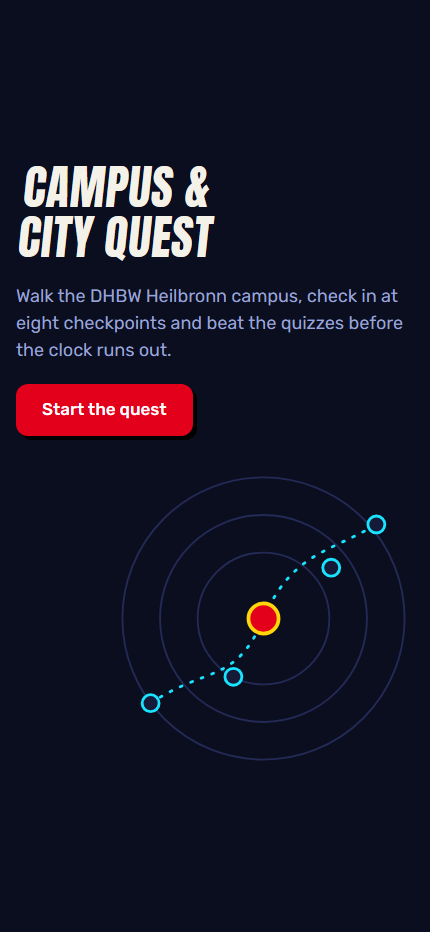 CAMPUS &
CITY QUEST
Walk the DHBW Heilbronn campus, check in at
eight checkpoints and beat the quizzes before
the clock runs out.
Start the quest